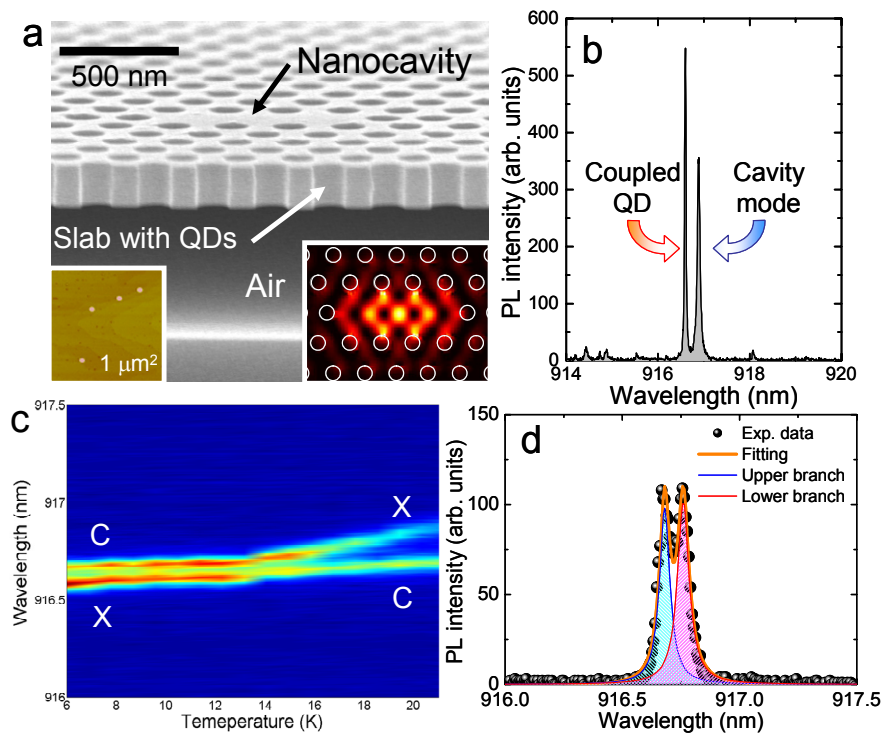 a
500 nm
Nanocavity
Slab with QDs
Air
1 μm²
b
PL intensity (arb. units)
600
500
400
300
200
100
0
Coupled
QD
Cavity
mode
914 916 918 920
Wavelength (nm)
c
Wavelength (nm)
917.5
917
916.5
916
C
X
X
C
6 8 10 12 14 16 18 20
Temeperature (K)
d
PL intensity (arb. units)
150
100
50
0
Exp. data
Fitting
Upper branch
Lower branch
916.0 916.5 917.0 917.5
Wavelength (nm)